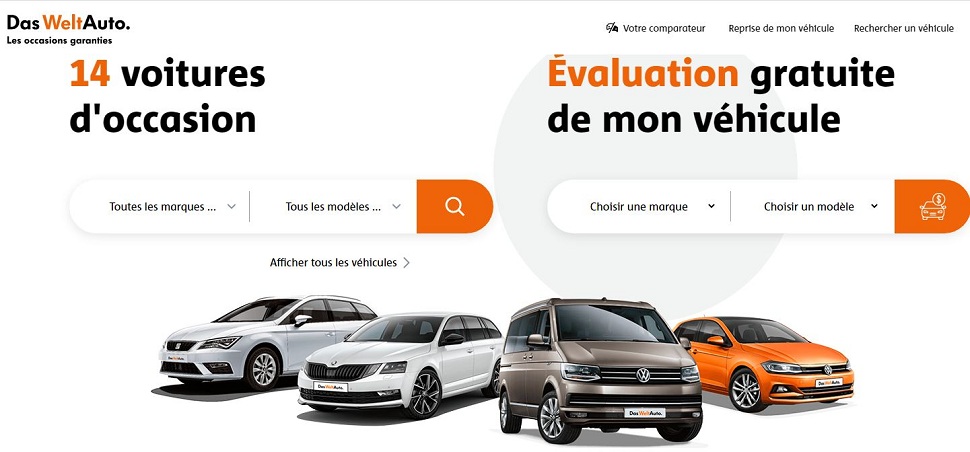 Das WeltAuto.
Les occasions garanties
Votre comparateur
Reprise de mon véhicule
Rechercher un véhicule
14 voitures
d'occasion
Toutes les marques ...
Tous les modèles ...
Afficher tous les véhicules
Évaluation gratuite
de mon véhicule
Choisir une marque
Choisir un modèle
Das WeltAuto.
Das WeltAuto.
Das WeltAuto.
Das WeltAuto.